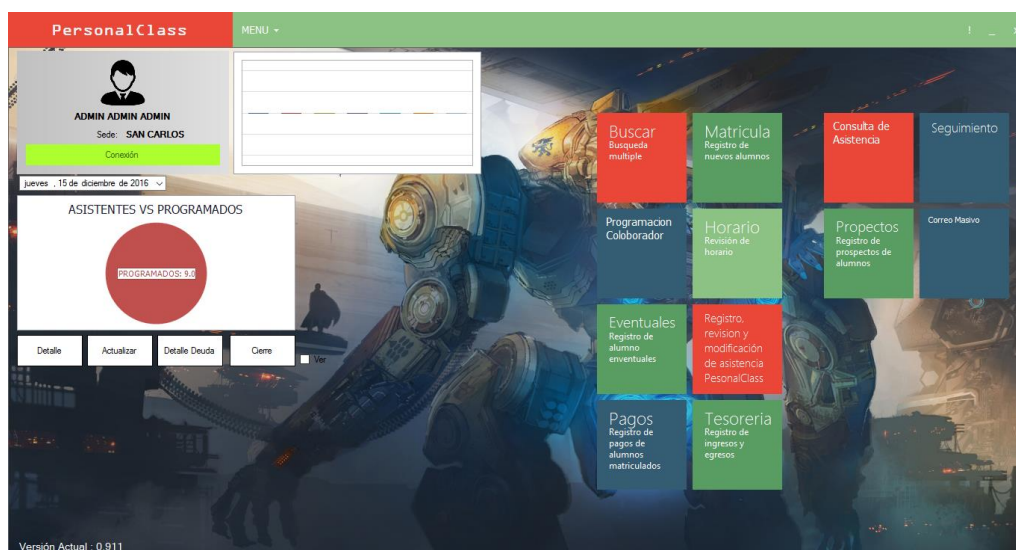 PersonalClass
MENU
! _ x
ADMIN ADMIN ADMIN
Sede: SAN CARLOS
Conexión
jueves , 15 de diciembre de 2016
ASISTENTES VS PROGRAMADOS
PROGRAMADOS: 9.0
Detalle
Actualizar
Detalle Deuda
Cierre
Ver
Buscar
Busqueda
multiple
Matricula
Registro de
nuevos alumnos
Consulta de
Asistencia
Seguimiento
Programacion
Coloborador
Horario
Revisión de
horario
Propectos
Registro de
prospectos de
alumnos
Correo Masivo
Eventuales
Registro de
alumno
enventuales
Registro,
revision y
modificación
de asistencia
PesonalClass
Pagos
Registro de
pagos de
alumnos
matriculados
Tesoreria
Registro de
ingresos y
egresos
Versión Actual : 0.911